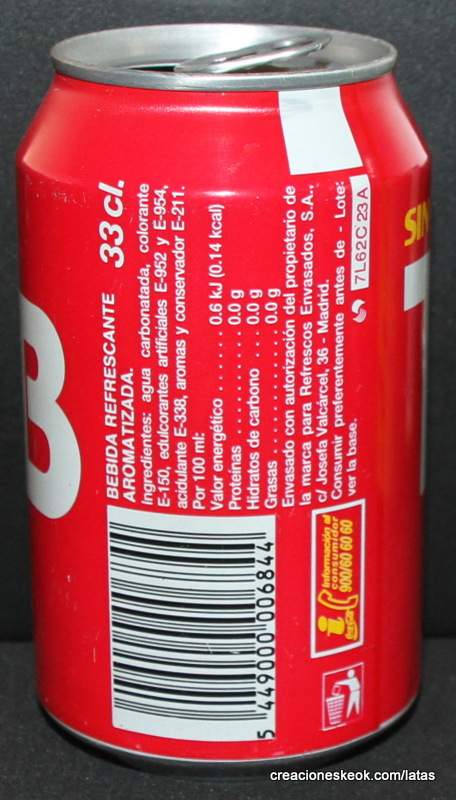 B
BEBIDA REFRESCANTE
AROMATIZADA.
33 cl.
Ingredientes: agua carbonatada, colorante
E-150, edulcorantes artificiales E-952 y E-954,
acidulante E-338, aromas y conservador E-211.
Por 100 ml:
Valor energético . . . . . . 0.6 kJ (0.14 kcal)
Proteínas . . . . . . . . . . . 0.0 g
Hidratos de carbono . . . 0.0 g
Grasas . . . . . . . . . . . . . 0.0 g
Envasado con autorización del propietario de
la marca para Refrescos Envasados, S.A.,
c/ Josefa Valcárcel, 36 - Madrid.
Consumir preferentemente antes de - Lote:
ver la base.
7L62C 23 A
5 449000 006844
Información al
consumidor
900/60 60 60
i
SIN
creacioneskeok.com/latas